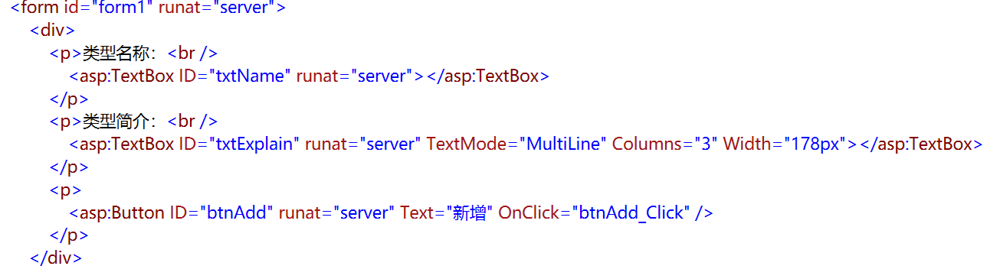 <form id="form1" runat="server">
<div>
<p>类型名称：<br />
<asp:TextBox ID="txtName" runat="server"></asp:TextBox>
</p>
<p>类型简介：<br />
<asp:TextBox ID="txtExplain" runat="server" TextMode="MultiLine" Columns="3" Width="178px"></asp:TextBox>
</p>
<p>
<asp:Button ID="btnAdd" runat="server" Text="新增" OnClick="btnAdd_Click" />
</p>
</div>